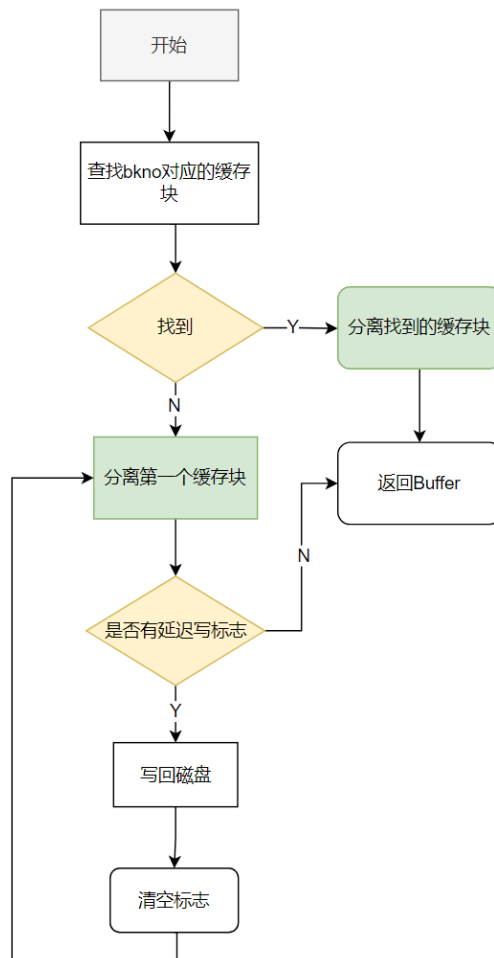 开始
查找bkno对应的缓存
块
找到
Y
分离找到的缓存块
N
分离第一个缓存块
返回Buffer
N
是否有延迟写标志
Y
写回磁盘
清空标志